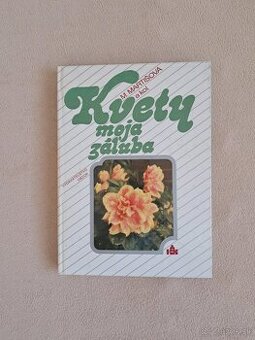 M. MARTIŠOVÁ
a kol.
Kvety
moja
záľuba